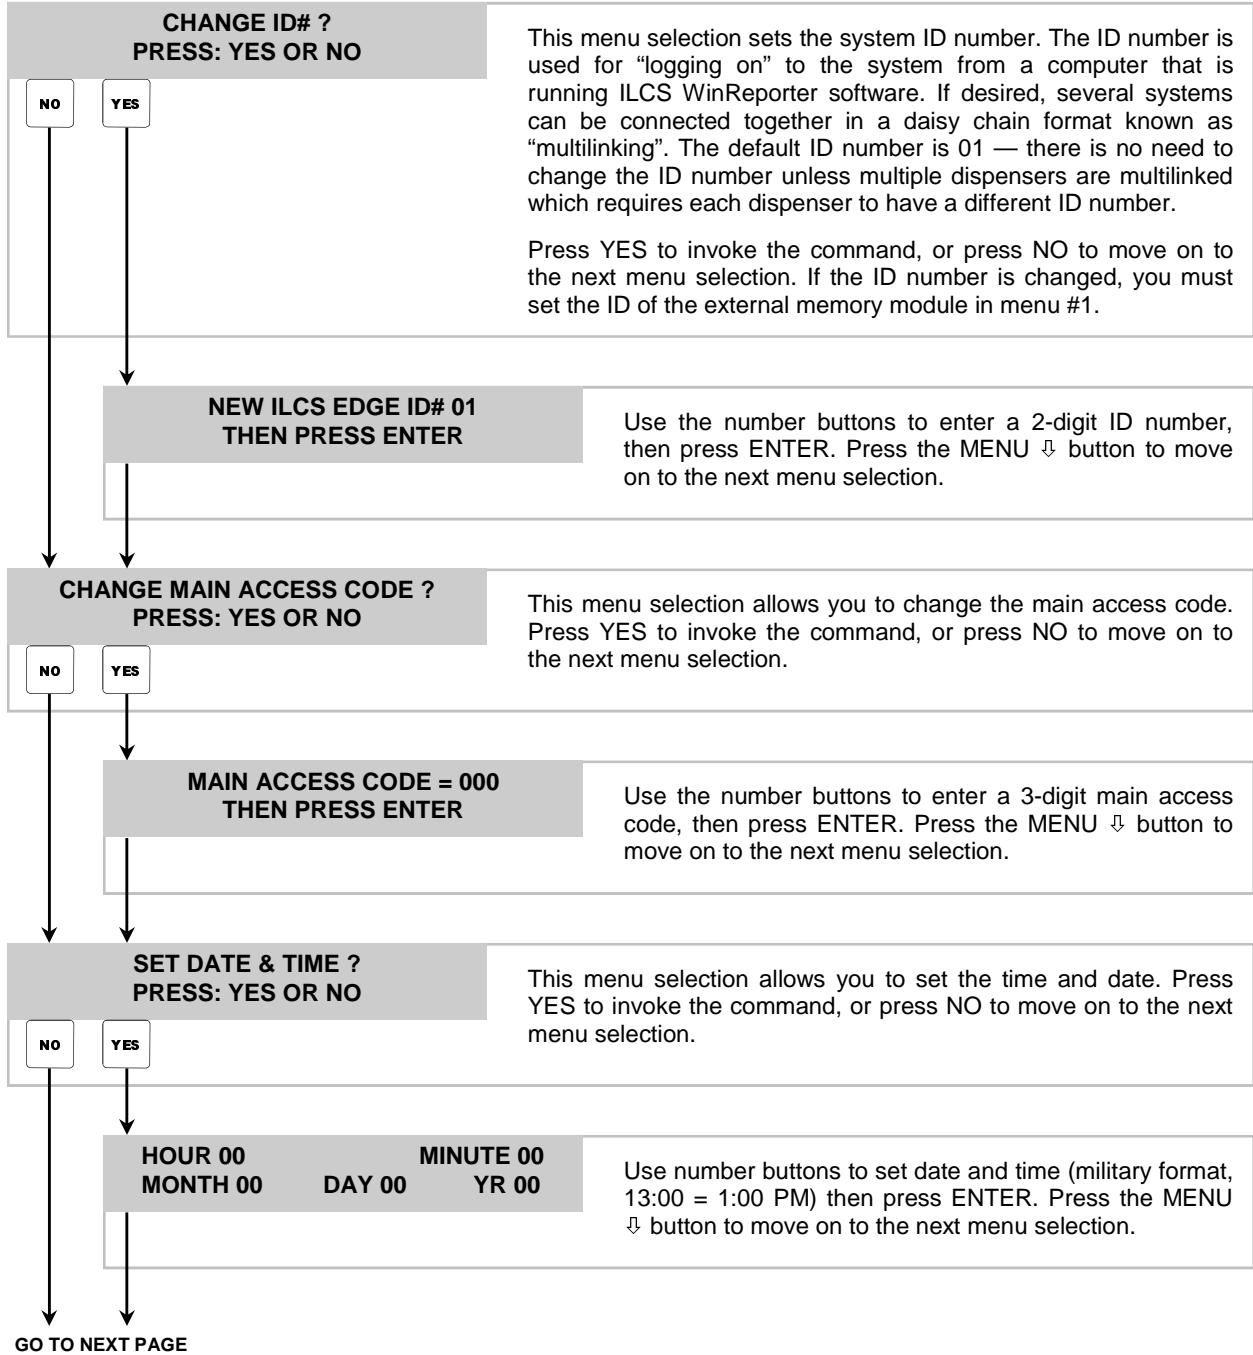 CHANGE ID# ?
PRESS: YES OR NO
NO
YES
This menu selection sets the system ID number. The ID number is
used for “logging on” to the system from a computer that is
running ILCS WinReporter software. If desired, several systems
can be connected together in a daisy chain format known as
“multilinking”. The default ID number is 01 — there is no need to
change the ID number unless multiple dispensers are multilinked
which requires each dispenser to have a different ID number.
Press YES to invoke the command, or press NO to move on to
the next menu selection. If the ID number is changed, you must
set the ID of the external memory module in menu #1.
NEW ILCS EDGE ID# 01
THEN PRESS ENTER
Use the number buttons to enter a 2-digit ID number,
then press ENTER. Press the MENU ⇩ button to move
on to the next menu selection.
CHANGE MAIN ACCESS CODE ?
PRESS: YES OR NO
NO
YES
This menu selection allows you to change the main access code.
Press YES to invoke the command, or press NO to move on to
the next menu selection.
MAIN ACCESS CODE = 000
THEN PRESS ENTER
Use the number buttons to enter a 3-digit main access
code, then press ENTER. Press the MENU ⇩ button to
move on to the next menu selection.
SET DATE & TIME ?
PRESS: YES OR NO
NO
YES
This menu selection allows you to set the time and date. Press
YES to invoke the command, or press NO to move on to the next
menu selection.
HOUR 00 MINUTE 00
MONTH 00 DAY 00 YR 00
Use number buttons to set date and time (military format,
13:00 = 1:00 PM) then press ENTER. Press the MENU
⇩ button to move on to the next menu selection.
GO TO NEXT PAGE